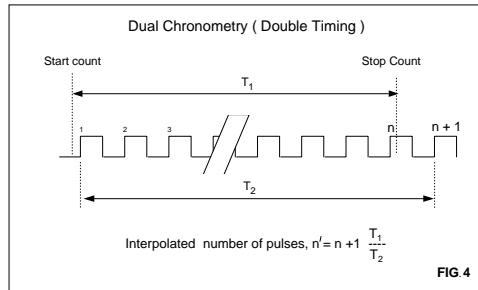 Dual Chronometry ( Double Timing )
Start count
Stop Count
T1
1 2 3 n n + 1
T2
Interpolated number of pulses, n/ = n +1 T1
T2
FIG.4